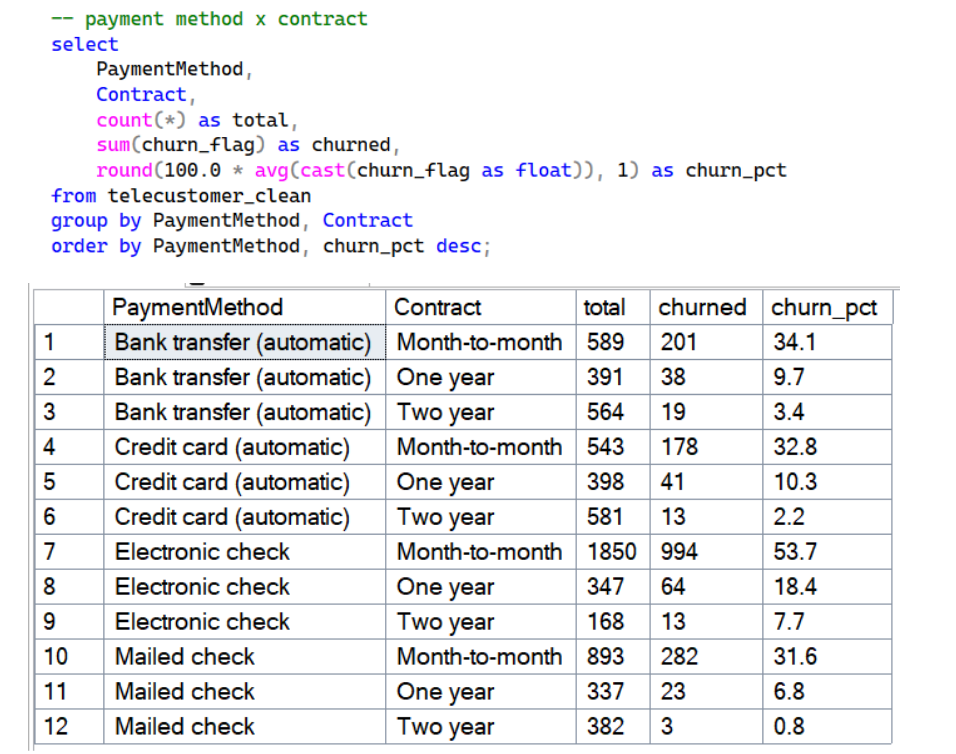 -- payment method x contract
select
PaymentMethod,
Contract,
count(*) as total,
sum(churn_flag) as churned,
round(100.0 * avg(cast(churn_flag as float)), 1) as churn_pct
from telecustomer_clean
group by PaymentMethod, Contract
order by PaymentMethod, churn_pct desc;
PaymentMethod Contract total churned churn_pct
1 Bank transfer (automatic) Month-to-month 589 201 34.1
2 Bank transfer (automatic) One year 391 38 9.7
3 Bank transfer (automatic) Two year 564 19 3.4
4 Credit card (automatic) Month-to-month 543 178 32.8
5 Credit card (automatic) One year 398 41 10.3
6 Credit card (automatic) Two year 581 13 2.2
7 Electronic check Month-to-month 1850 994 53.7
8 Electronic check One year 347 64 18.4
9 Electronic check Two year 168 13 7.7
10 Mailed check Month-to-month 893 282 31.6
11 Mailed check One year 337 23 6.8
12 Mailed check Two year 382 3 0.8